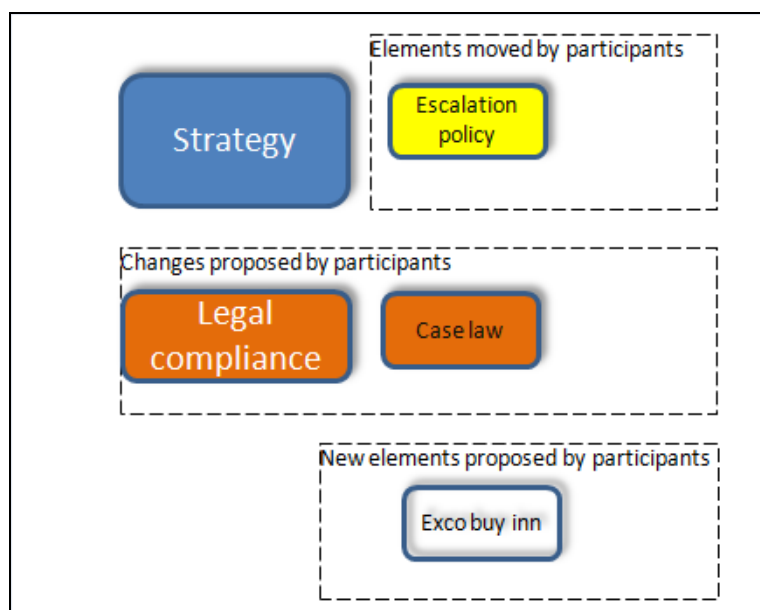 Elements moved by participants
Strategy
Escalation
policy
Changes proposed by participants
Legal
compliance
Case law
New elements proposed by participants
Exco buy inn